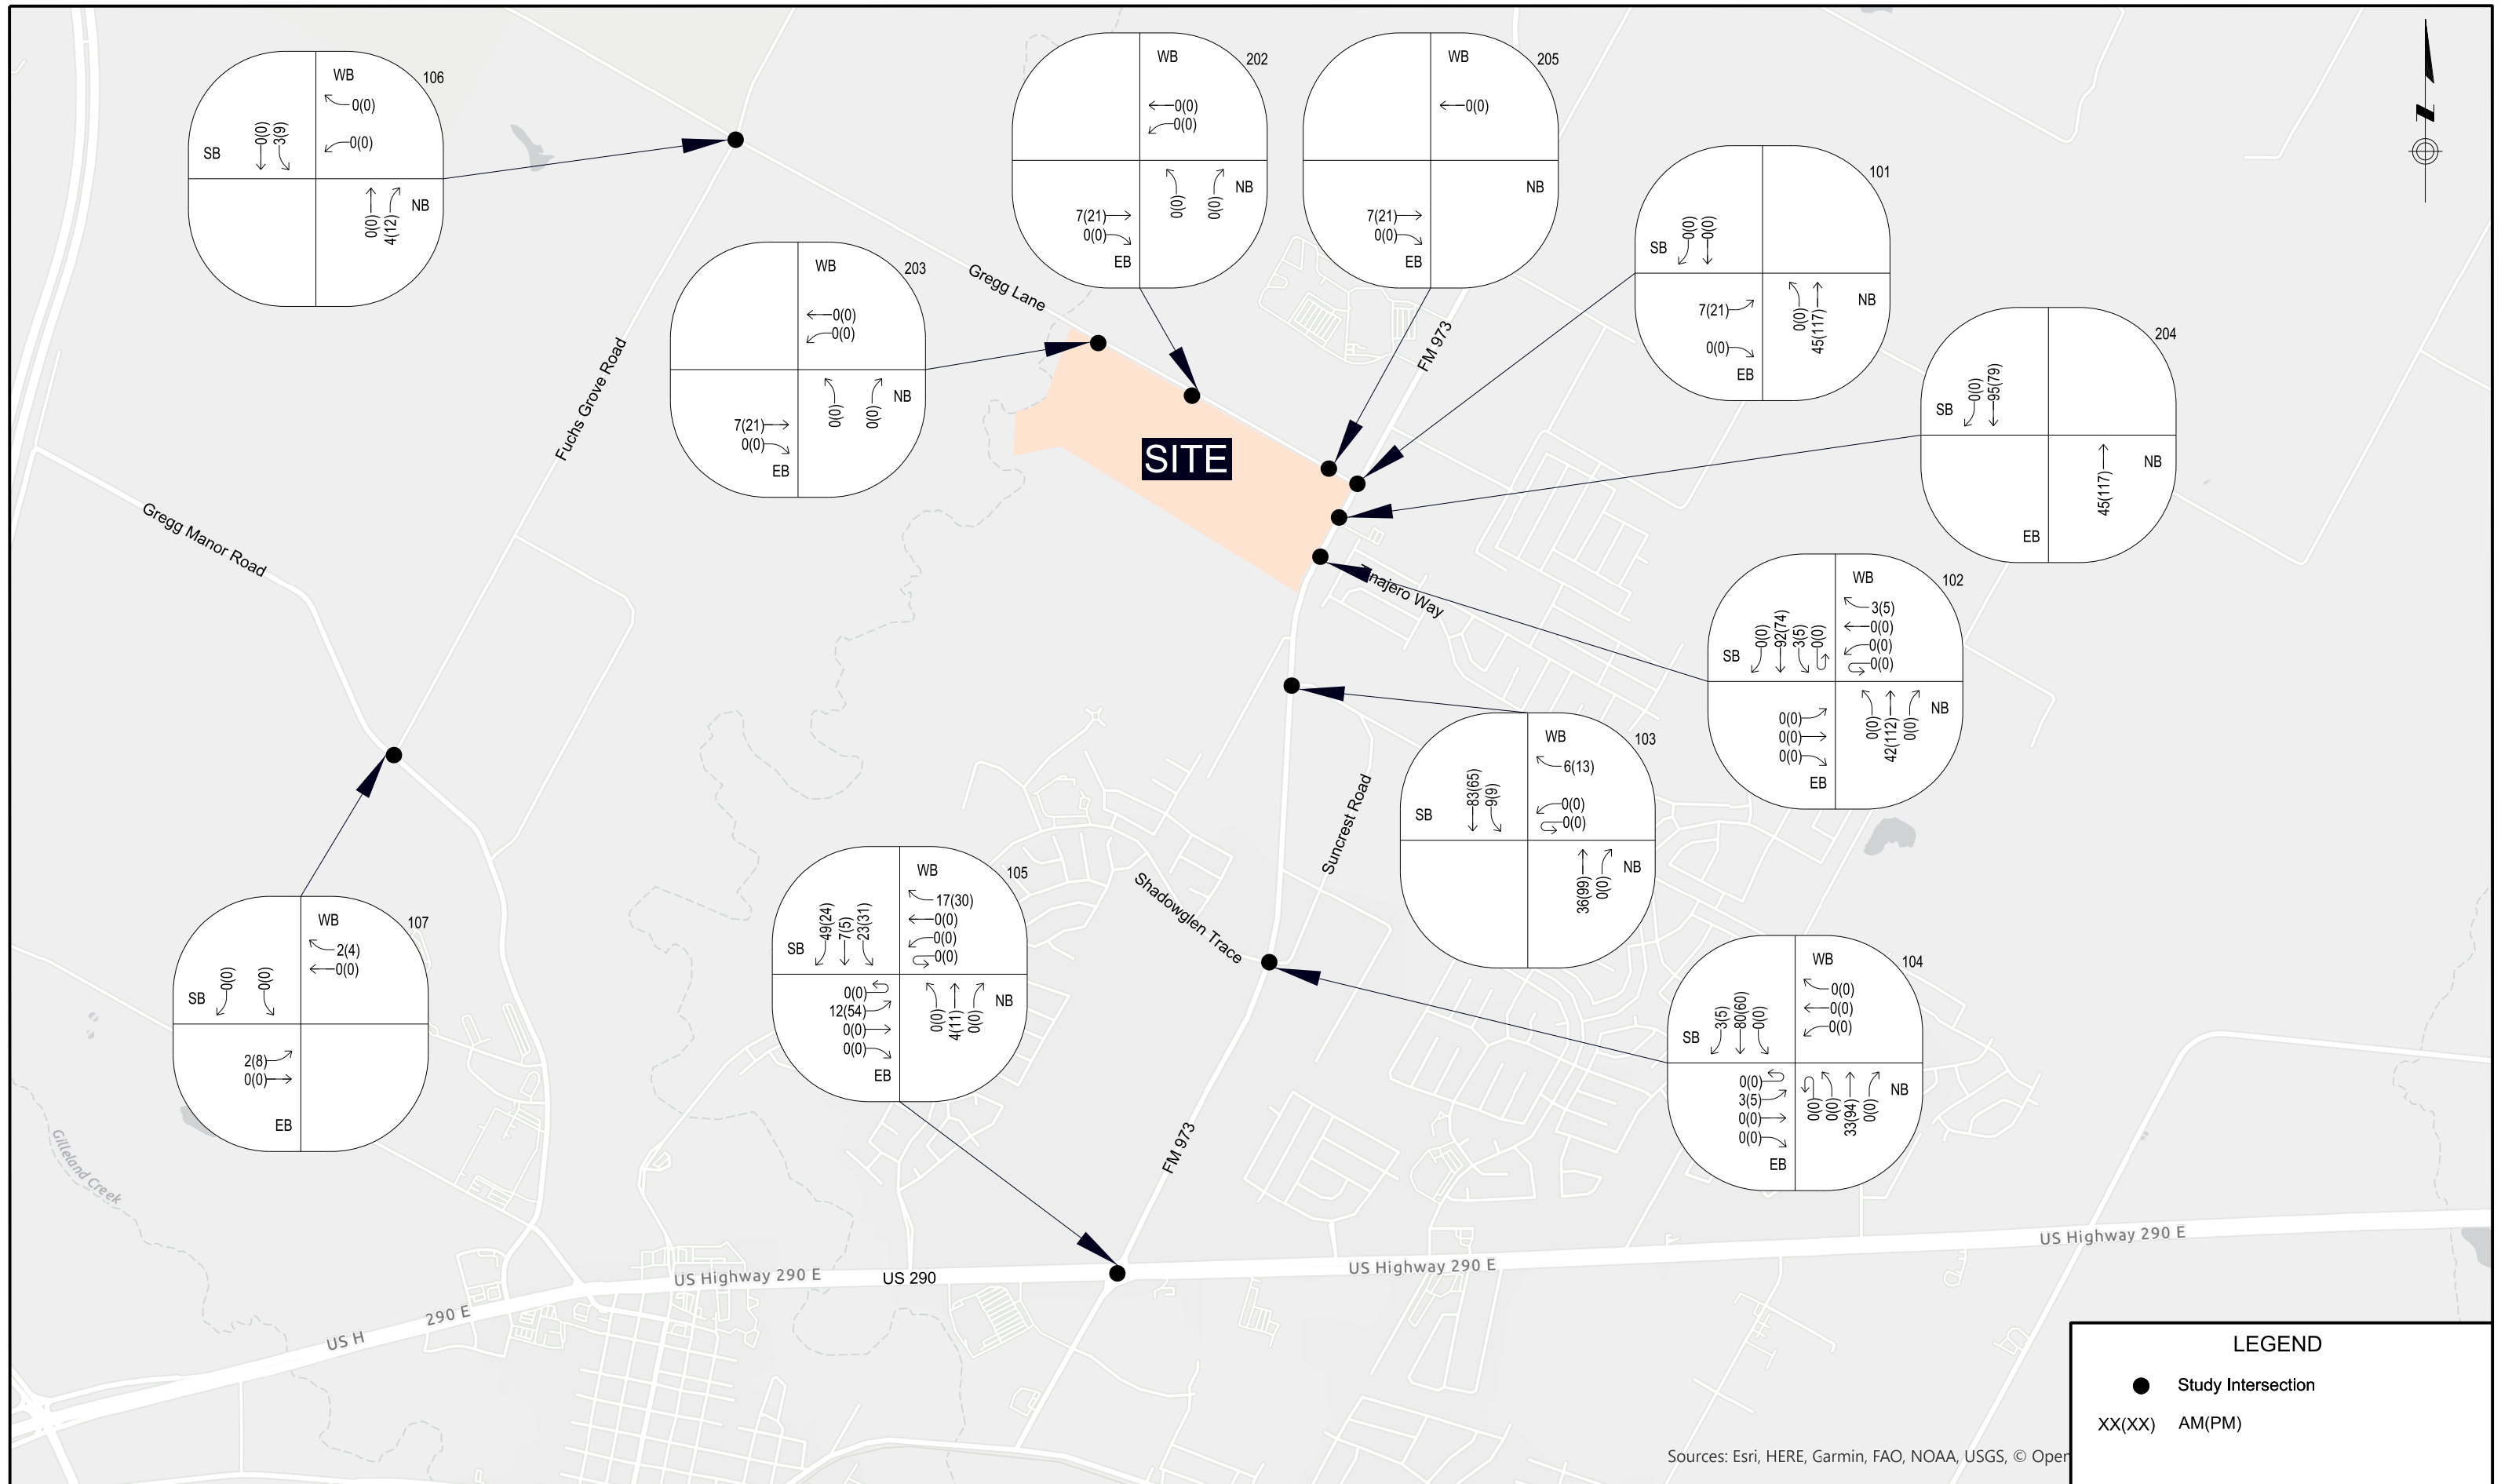 106
WB
0(0)
0(0)
SB
0(0)
3(9)
0(0)
4(12)
NB
202
WB
0(0)
0(0)
7(21)
0(0)
EB
0(0)
0(0)
NB
205
WB
0(0)
7(21)
0(0)
EB
NB
101
SB
0(0)
0(0)
7(21)
0(0)
EB
0(0)
45(117)
NB
203
WB
0(0)
0(0)
7(21)
0(0)
EB
0(0)
0(0)
NB
204
SB
0(0)
95(79)
EB
45(117)
NB
Gregg Lane
FM 973
Fuchs Grove Road
SITE
Gregg Manor Road
102
WB
3(5)
0(0)
0(0)
0(0)
SB
0(0)
92(74)
3(5)
0(0)
0(0)
0(0)
0(0)
EB
0(0)
42(112)
0(0)
NB
103
WB
6(13)
0(0)
0(0)
SB
83(65)
9(9)
36(99)
0(0)
NB
Suncrest Road
Shadowglen Trace
105
WB
17(30)
0(0)
0(0)
0(0)
SB
49(24)
7(5)
23(31)
0(0)
12(54)
0(0)
0(0)
EB
0(0)
4(11)
0(0)
NB
107
WB
2(4)
0(0)
SB
0(0)
0(0)
2(8)
0(0)
EB
104
WB
0(0)
0(0)
0(0)
SB
3(5)
80(60)
0(0)
0(0)
3(5)
0(0)
0(0)
EB
0(0)
0(0)
33(94)
0(0)
NB
Gilleland Creek
FM 973
US Highway 290 E
US Highway 290 E
US 290
US Highway 290 E
US H
290 E
LEGEND
Study Intersection
XX(XX) AM(PM)
Sources: Esri, HERE, Garmin, FAO, NOAA, USGS, © Open
N